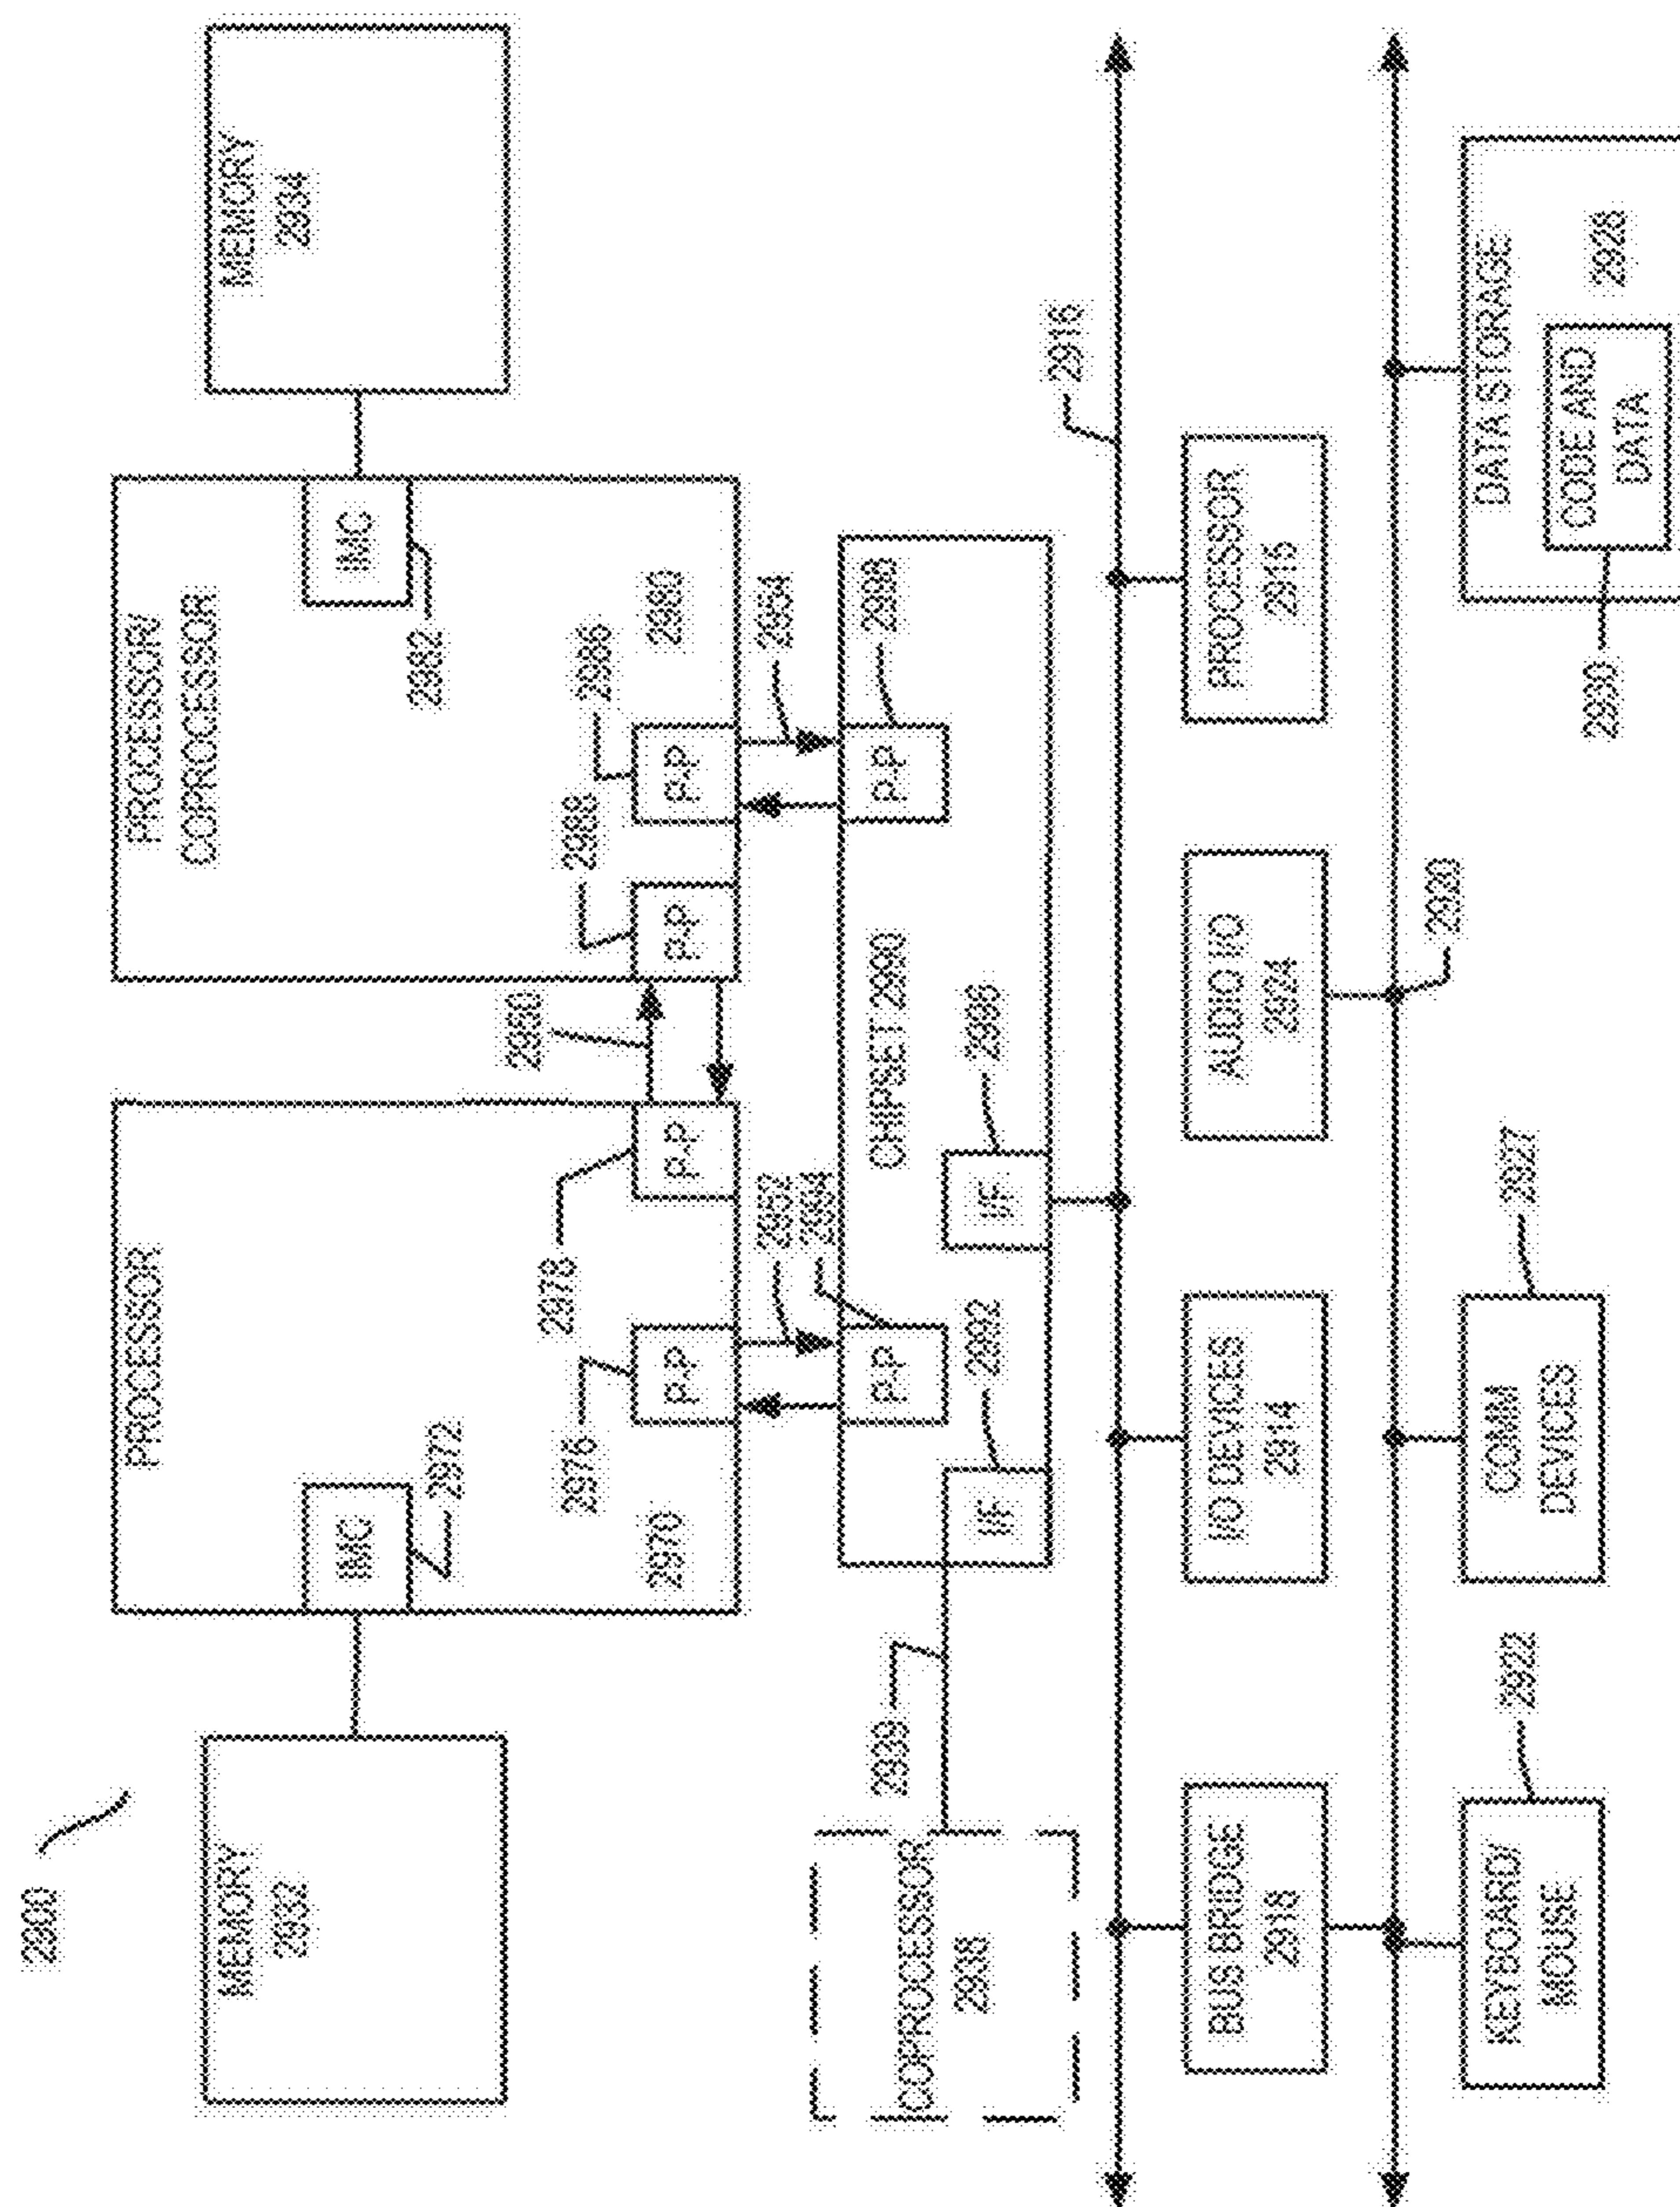 2900
MEMORY
2932
MEMORY
2934
PROCESSOR
IMC
2972
2970
2976
P-P
2978
P-P
2950
PROCESSOR/
COPROCESSOR
IMC
2982
2988
P-P
2986
P-P
2980
2952
2994
2954
P-P
P-P
2998
CHIPSET 2990
2992
I/F
2996
I/F
2939
COPROCESSOR
2938
2916
BUS BRIDGE
2918
I/O DEVICES
2914
AUDIO I/O
2924
PROCESSOR
2915
2920
KEYBOARD/
MOUSE
2922
COMM
DEVICES
2927
DATA STORAGE
2928
CODE AND
DATA
2930